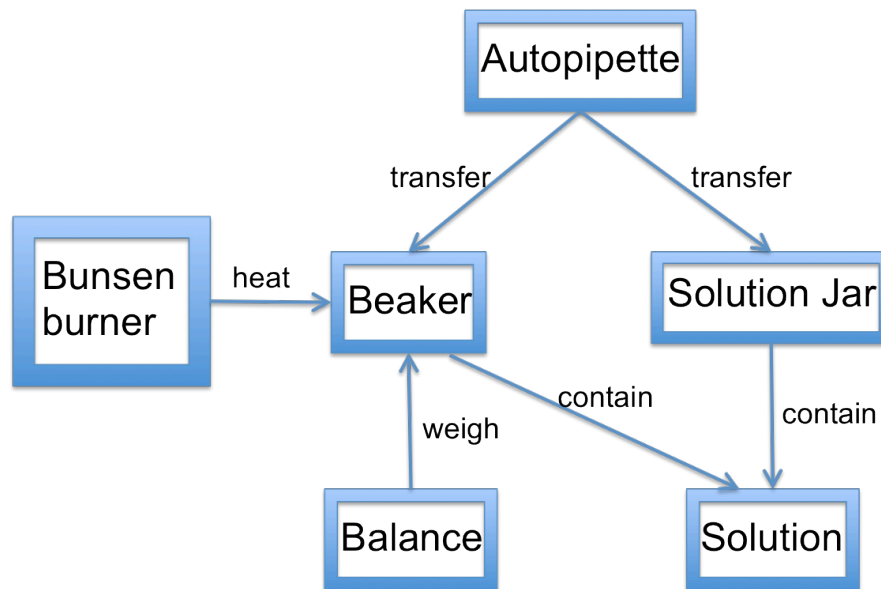 Autopipette
transfer
transfer
Bunsen
burner
heat
Beaker
Solution Jar
weigh
contain
contain
Balance
Solution